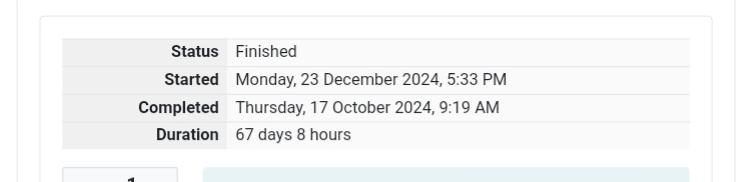 Status Finished
Started Monday, 23 December 2024, 5:33 PM
Completed Thursday, 17 October 2024, 9:19 AM
Duration 67 days 8 hours